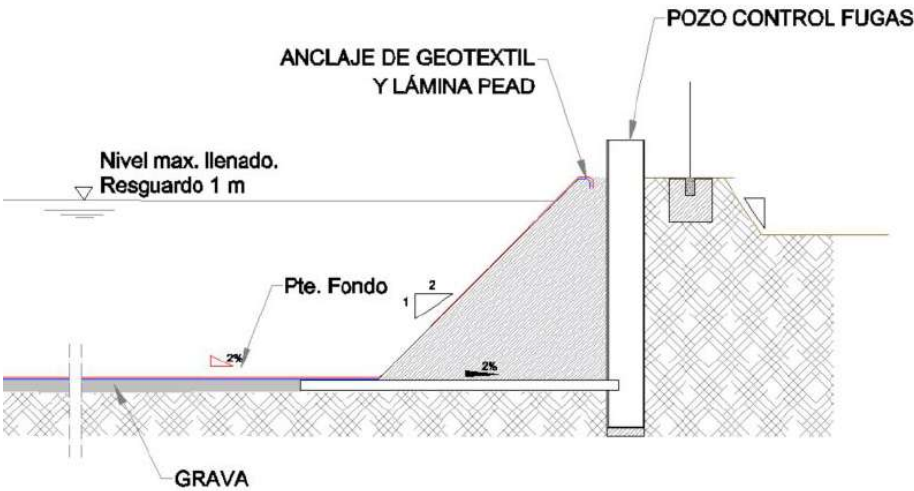 POZO CONTROL FUGAS
ANCLAJE DE GEOTEXTIL
Y LÁMINA PEAD
Nivel max. llenado.
Resguardo 1 m
Pte. Fondo
2
1
2%
2%
GRAVA